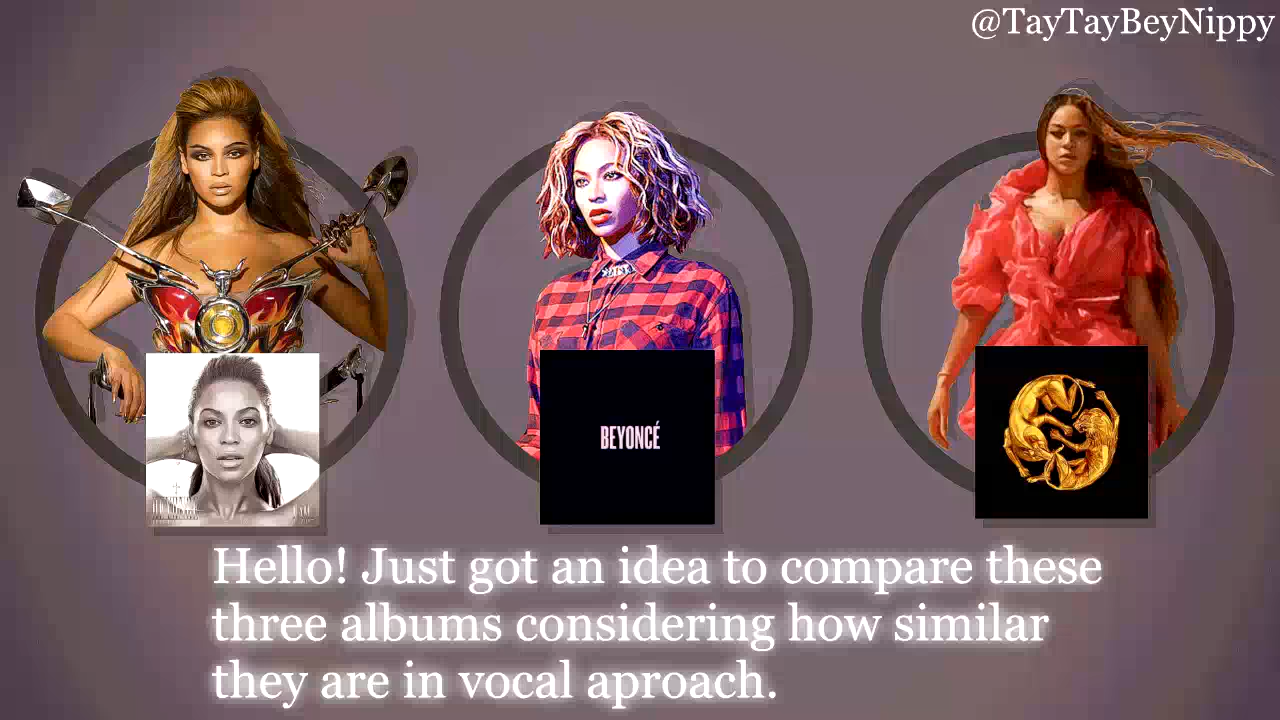 @TayTayBeyNippy
BEYONCÉ
Hello! Just got an idea to compare these
three albums considering how similar
they are in vocal aproach.